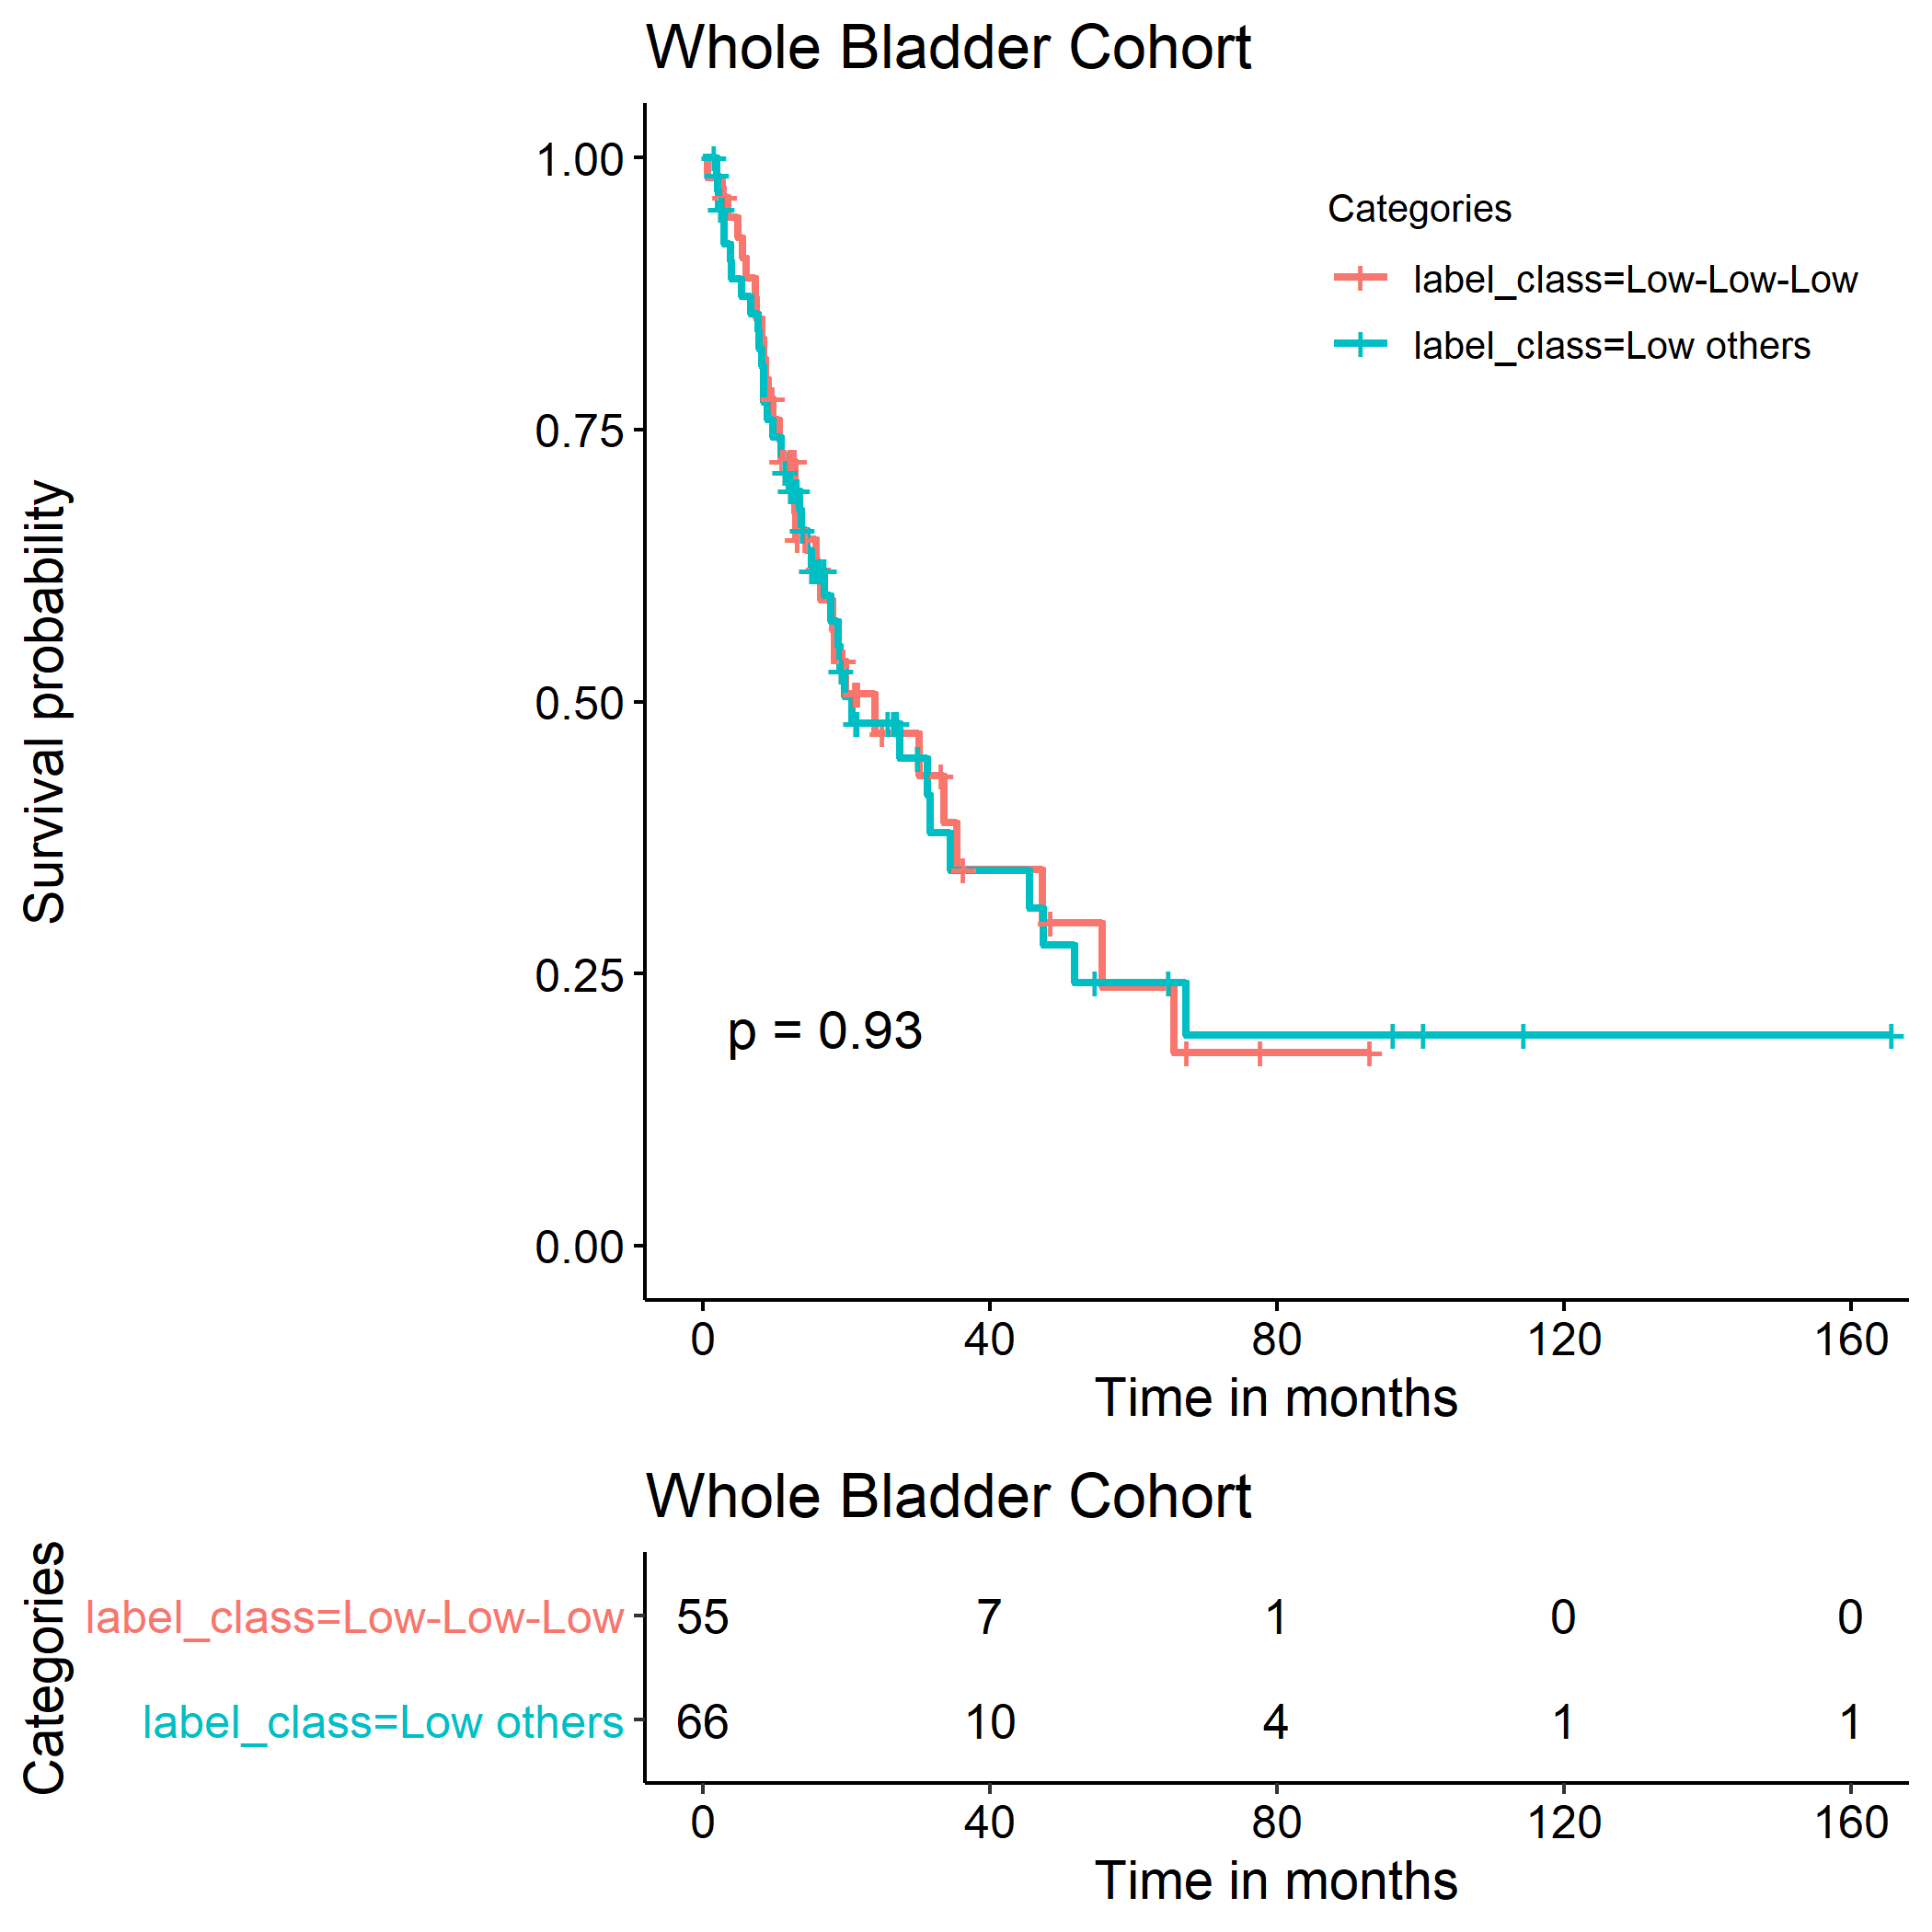 Whole Bladder Cohort
Survival probability
1.00
0.75
0.50
0.25
0.00
Categories
label_class=Low-Low-Low
label_class=Low others
p = 0.93
0 40 80 120 160
Time in months
Whole Bladder Cohort
Categories
label_class=Low-Low-Low 55 7 1 0 0
label_class=Low others 66 10 4 1 1
0 40 80 120 160
Time in months